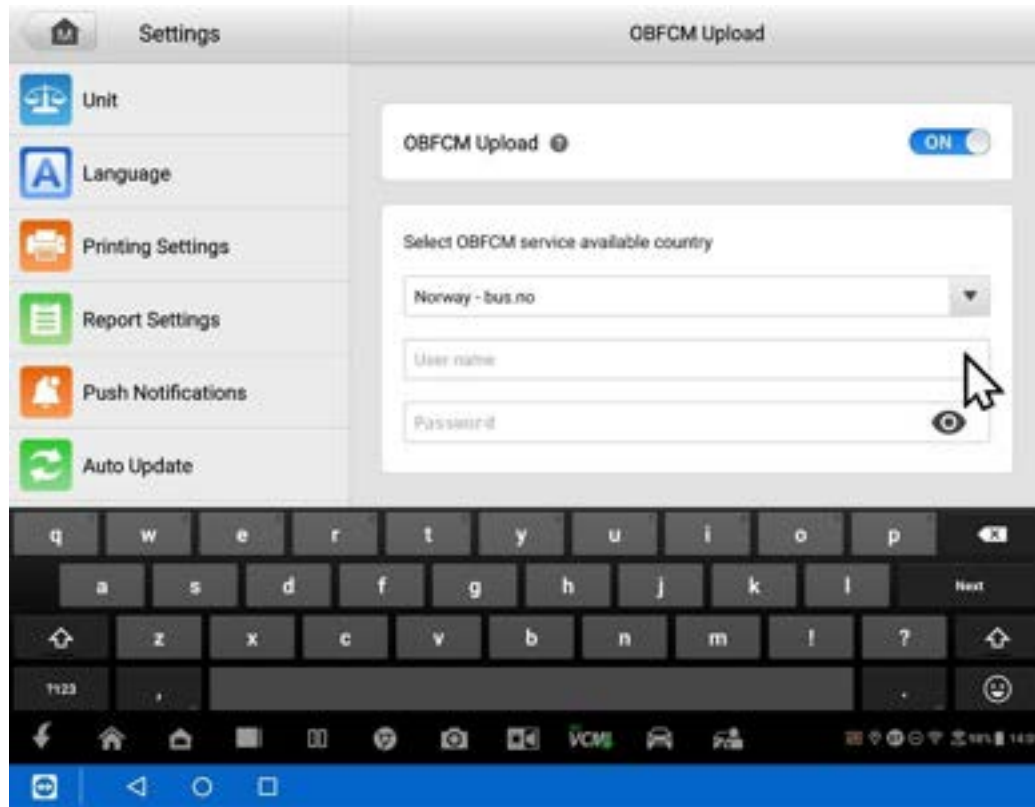 Settings
OBFCM Upload
Unit
Language
Printing Settings
Report Settings
Push Notifications
Auto Update
OBFCM Upload
ON
Select OBFCM service available country
Norway - bus.no
User name
Password
q w e r t y u i o p
a s d f g h j k l Next
z x c v b n m ! ?
?123 , .
VCMI